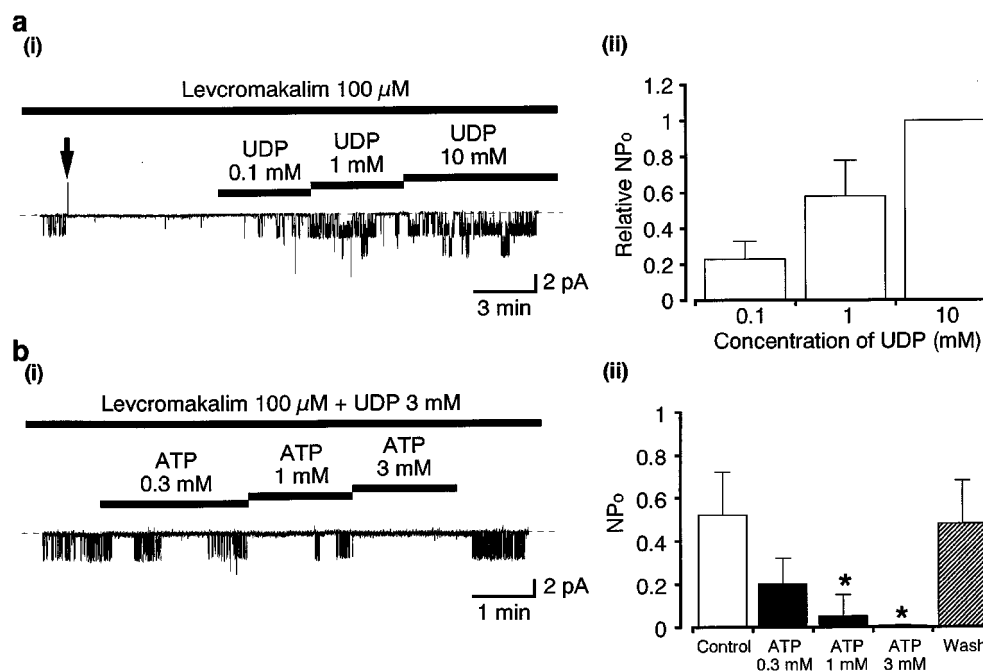 a
(i)
Levcromakalim 100 μM
UDP
0.1 mM
UDP
1 mM
UDP
10 mM
2 pA
3 min
(ii)
Relative NPo
1.2
1
0.8
0.6
0.4
0.2
0
0.1
1
10
Concentration of UDP (mM)
b
(i)
Levcromakalim 100 μM + UDP 3 mM
ATP
0.3 mM
ATP
1 mM
ATP
3 mM
2 pA
1 min
(ii)
NPo
1
0.8
0.6
0.4
0.2
0
*
*
Control
ATP
0.3 mM
ATP
1 mM
ATP
3 mM
Wash